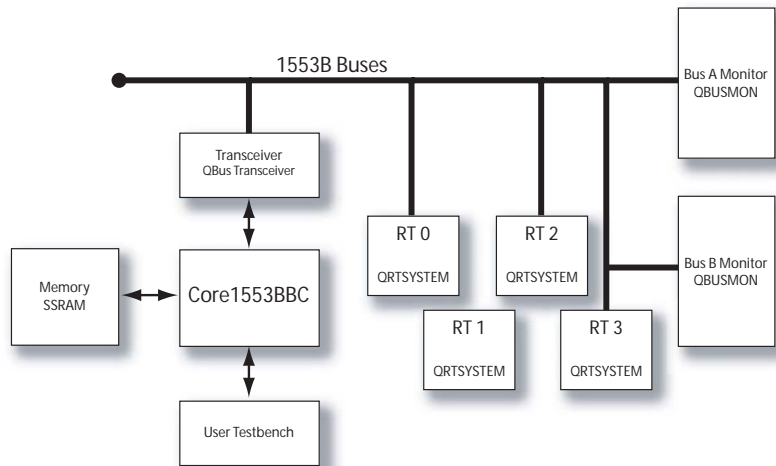 1553B Buses
Bus A Monitor
QBUSMON
Transceiver
QBus Transceiver
RT 0
QRTSYSTEM
RT 2
QRTSYSTEM
Bus B Monitor
QBUSMON
Memory
SSRAM
Core1553BBC
RT 1
QRTSYSTEM
RT 3
QRTSYSTEM
User Testbench